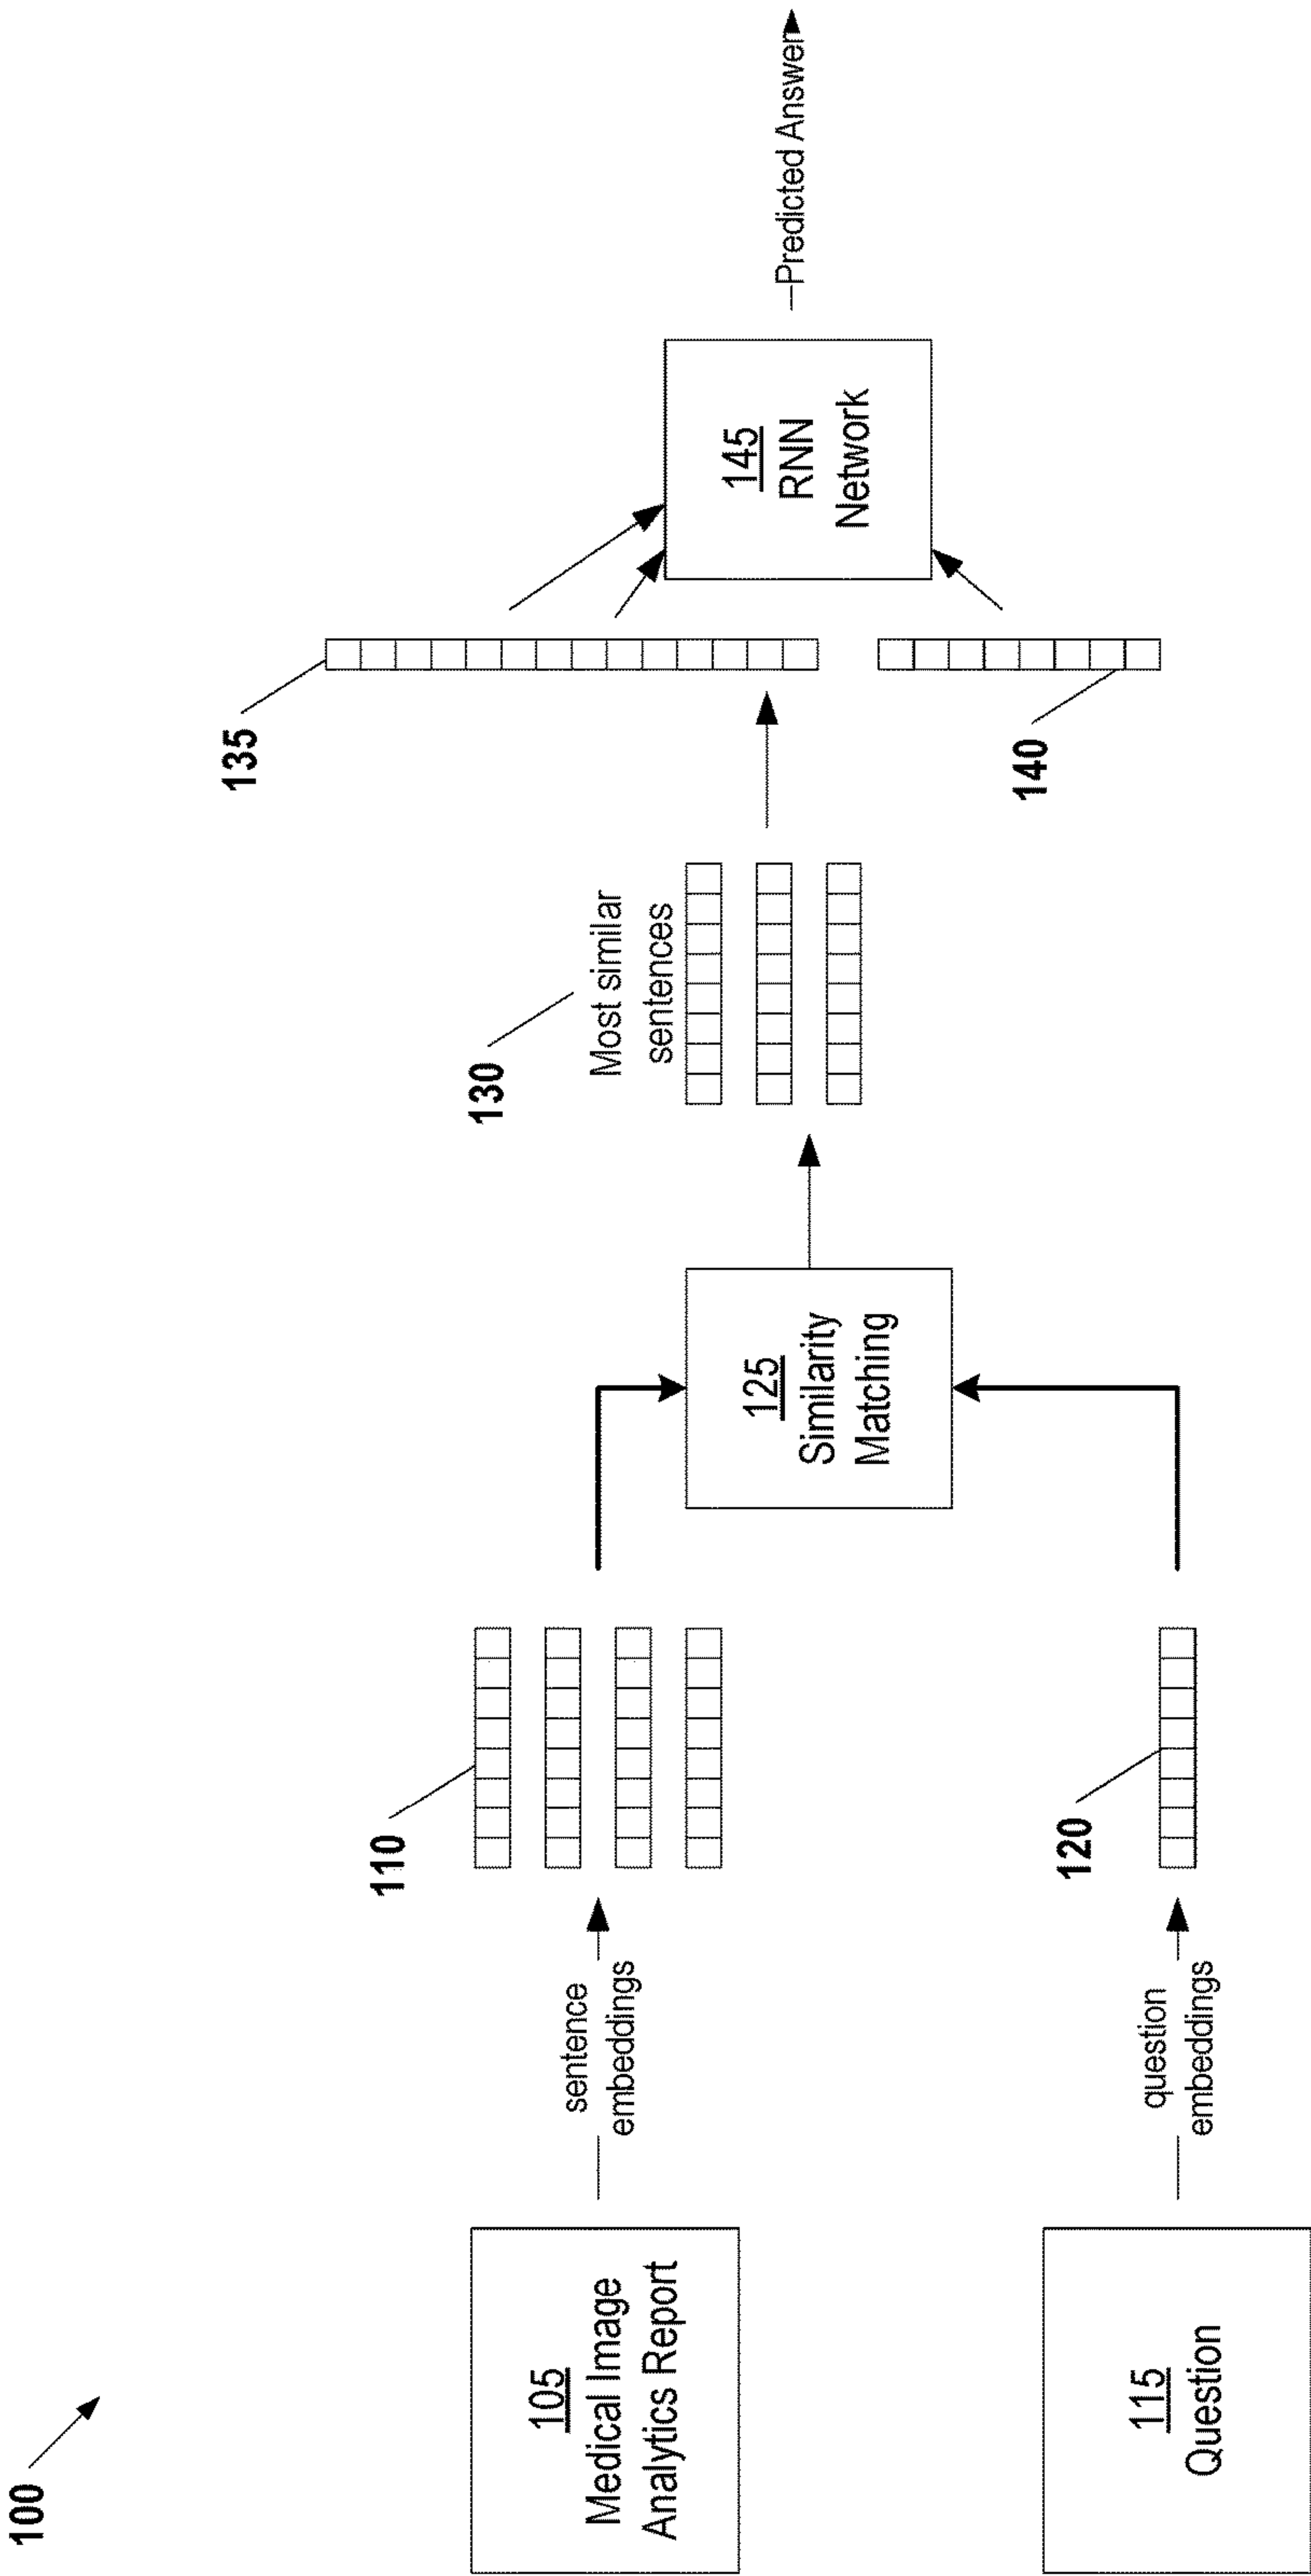 100
105
Medical Image
Analytics Report
sentence
embeddings
110
115
Question
question
embeddings
120
125
Similarity
Matching
130
Most similar
sentences
135
140
145
RNN
Network
Predicted Answer